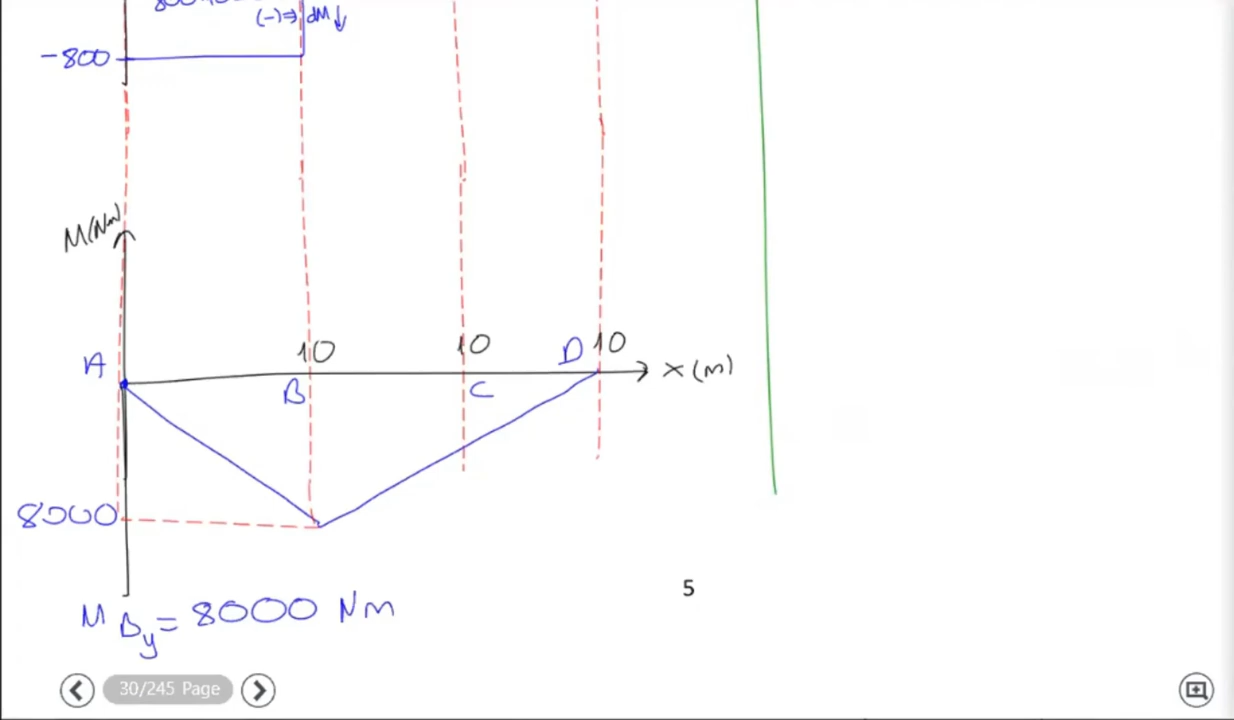 (-)⇒ dM↓
-800
M(Nm)
A
10
10
D 10
x (m)
B
C
8000
5
M By = 8000 Nm
30/245 Page